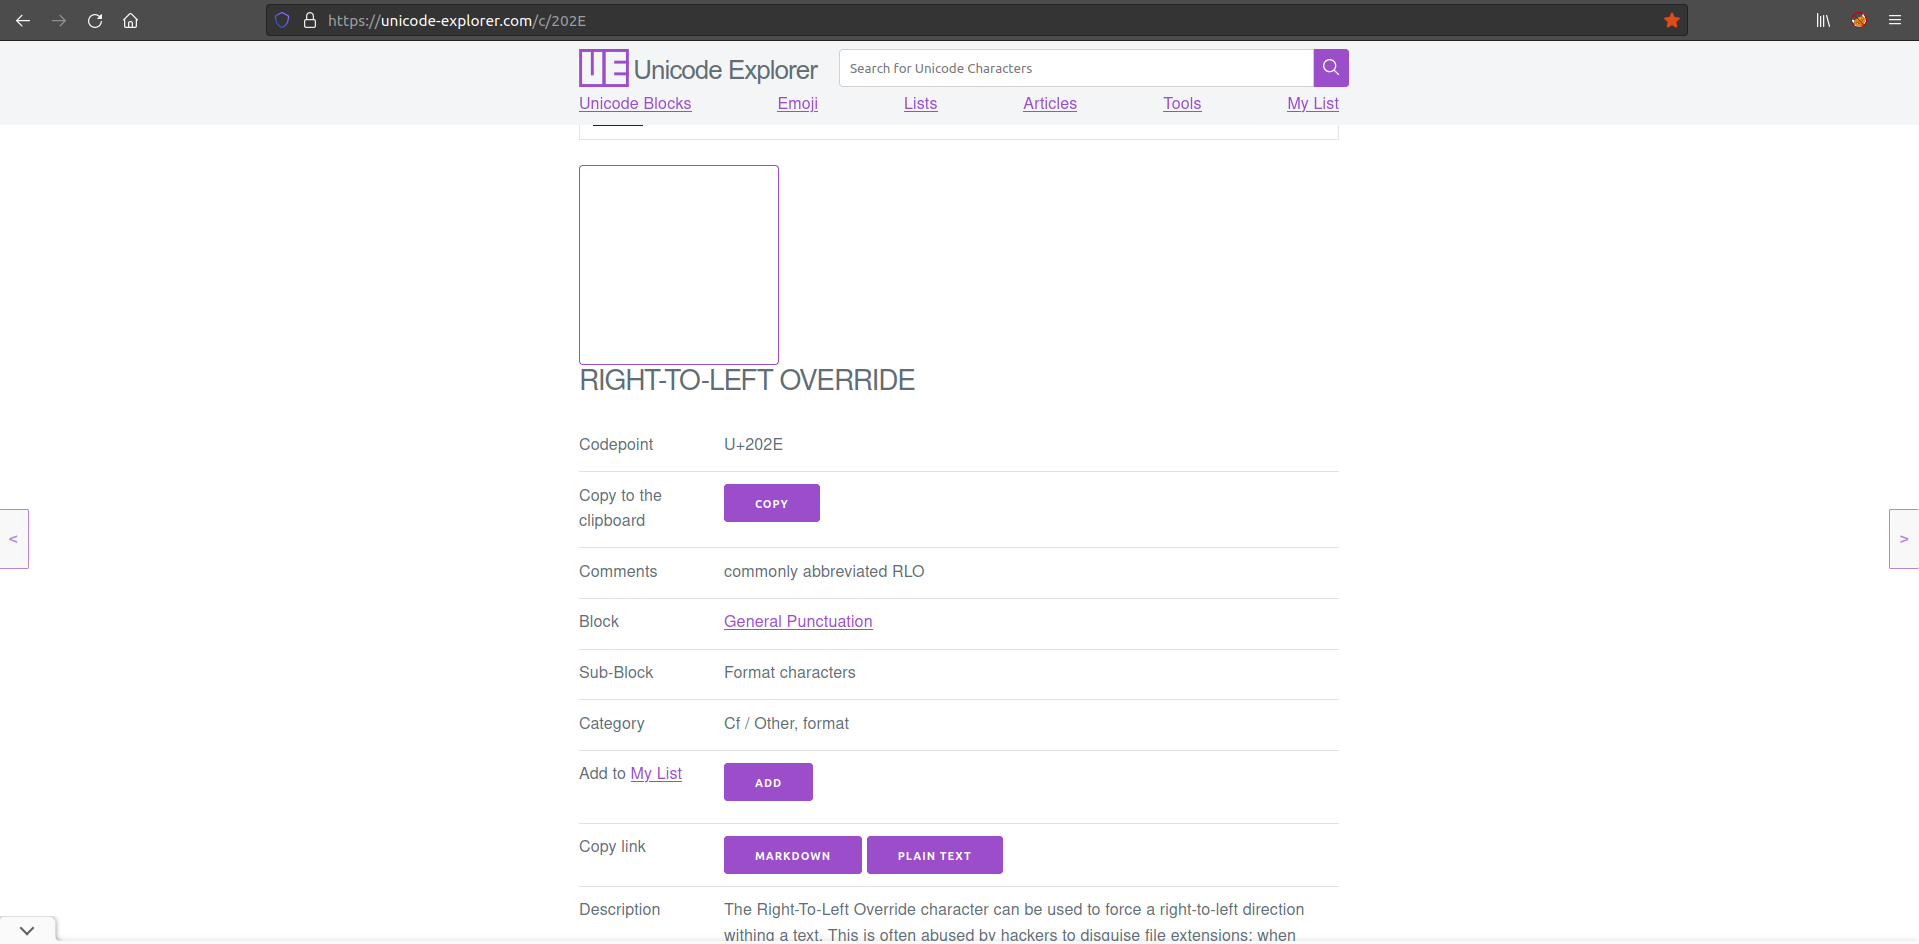 https://unicode-explorer.com/c/202E
UE Unicode Explorer
Search for Unicode Characters
Unicode Blocks Emoji Lists Articles Tools My List
RIGHT-TO-LEFT OVERRIDE
Codepoint U+202E
Copy to the
clipboard
COPY
Comments commonly abbreviated RLO
Block General Punctuation
Sub-Block Format characters
Category Cf / Other, format
Add to My List ADD
Copy link MARKDOWN PLAIN TEXT
Description The Right-To-Left Override character can be used to force a right-to-left direction
withing a text. This is often abused by hackers to disguise file extensions: when
<
>